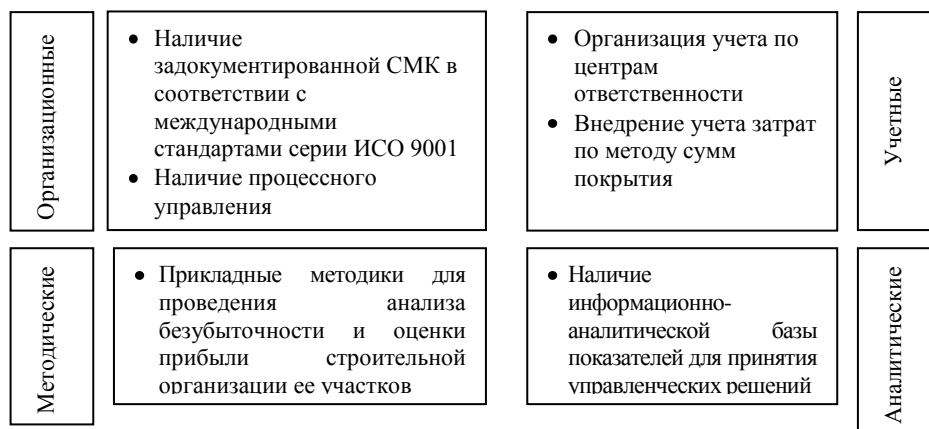 Организационные
• Наличие
задокументированной СМК в
соответствии с
международными
стандартами серии ИСО 9001
• Наличие процессного
управления
• Организация учета по
центрам
ответственности
• Внедрение учета затрат
по методу сумм
покрытия
Учетные
Методические
• Прикладные методики для
проведения анализа
безубыточности и оценки
прибыли строительной
организации ее участков
• Наличие
информационно-
аналитической базы
показателей для принятия
управленческих решений
Аналитические